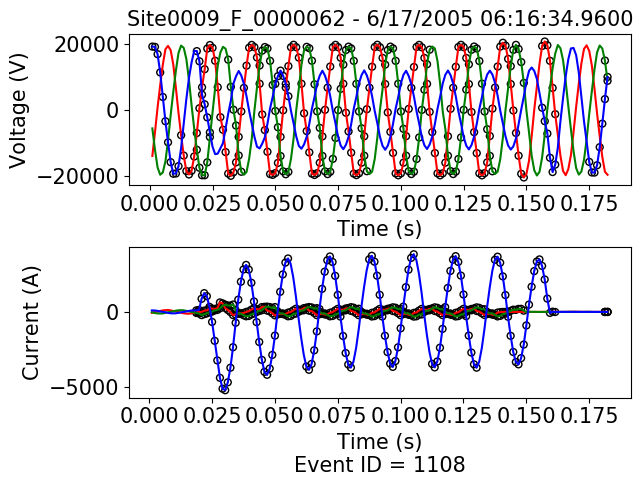 Site0009_F_0000062 - 6/17/2005 06:16:34.9600
Voltage (V)
20000
0
−20000
0.000 0.025 0.050 0.075 0.100 0.125 0.150 0.175
Time (s)
Current (A)
0
−5000
0.000 0.025 0.050 0.075 0.100 0.125 0.150 0.175
Time (s)
Event ID = 1108